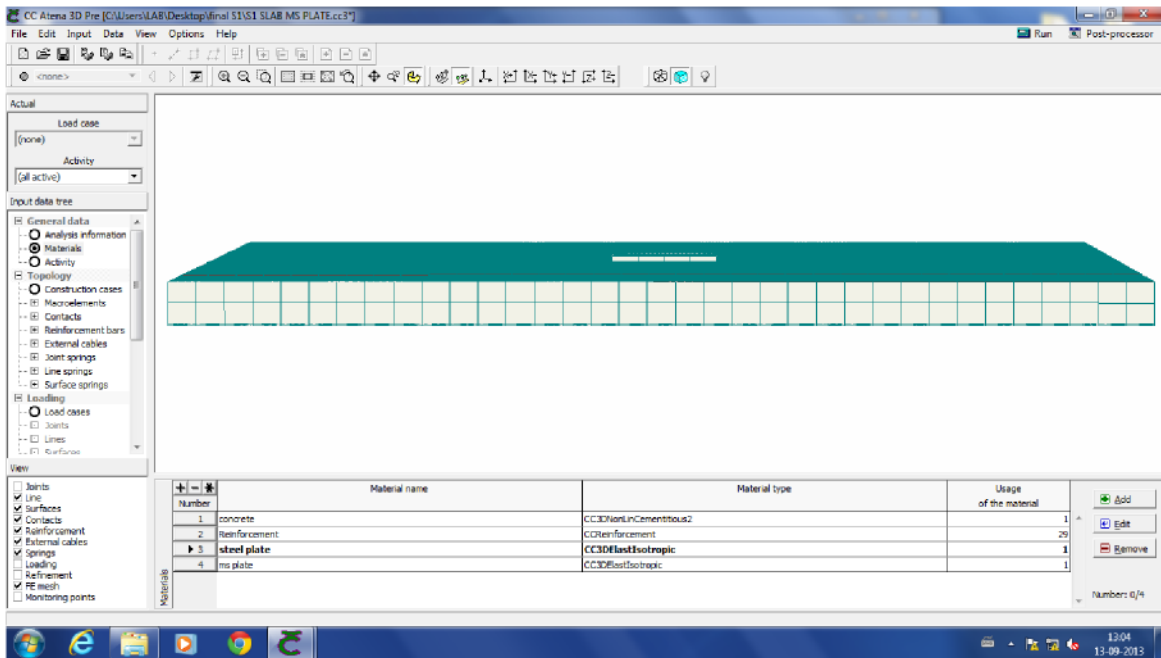 CC Atena 3D Pre [C:\Users\LAB\Desktop\final S1\S1 SLAB MS PLATE.cc3*]
File Edit Input Data View Options Help
Run Post-processor
<none>
Actual
Load case
(none)
Activity
(all active)
Input data tree
General data
Analysis information
Materials
Activity
Topology
Construction cases
Macroelements
Contacts
Reinforcement bars
External cables
Joint springs
Line springs
Surface springs
Loading
Load cases
Joints
Lines
Surfaces
View
Joints
Line
Surfaces
Contacts
Reinforcement
External cables
Springs
Loading
Refinement
FE mesh
Monitoring points
Materials
Number Material name Material type Usage of the material
1 concrete CC3DNonLinCementitious2 1
2 Reinforcement CCReinforcement 29
3 steel plate CC3DElastIsotropic 1
4 ms plate CC3DElastIsotropic 1
Add
Edit
Remove
Number: 0/4
13:04
13-09-2013